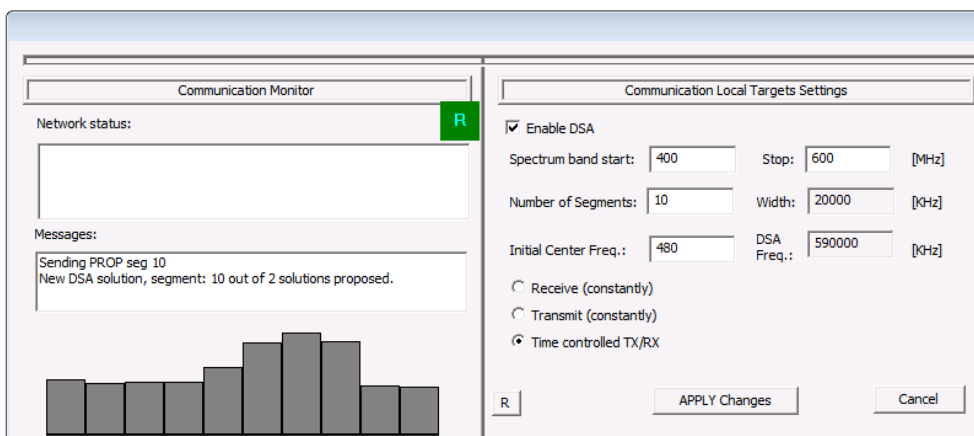 Communication Monitor
R
Network status:
Messages:
Sending PROP seg 10
New DSA solution, segment: 10 out of 2 solutions proposed.
Communication Local Targets Settings
Enable DSA
Spectrum band start: 400 Stop: 600 [MHz]
Number of Segments: 10 Width: 20000 [KHz]
Initial Center Freq.: 480 DSA Freq.: 590000 [KHz]
Receive (constantly)
Transmit (constantly)
Time controlled TX/RX
R APPLY Changes Cancel